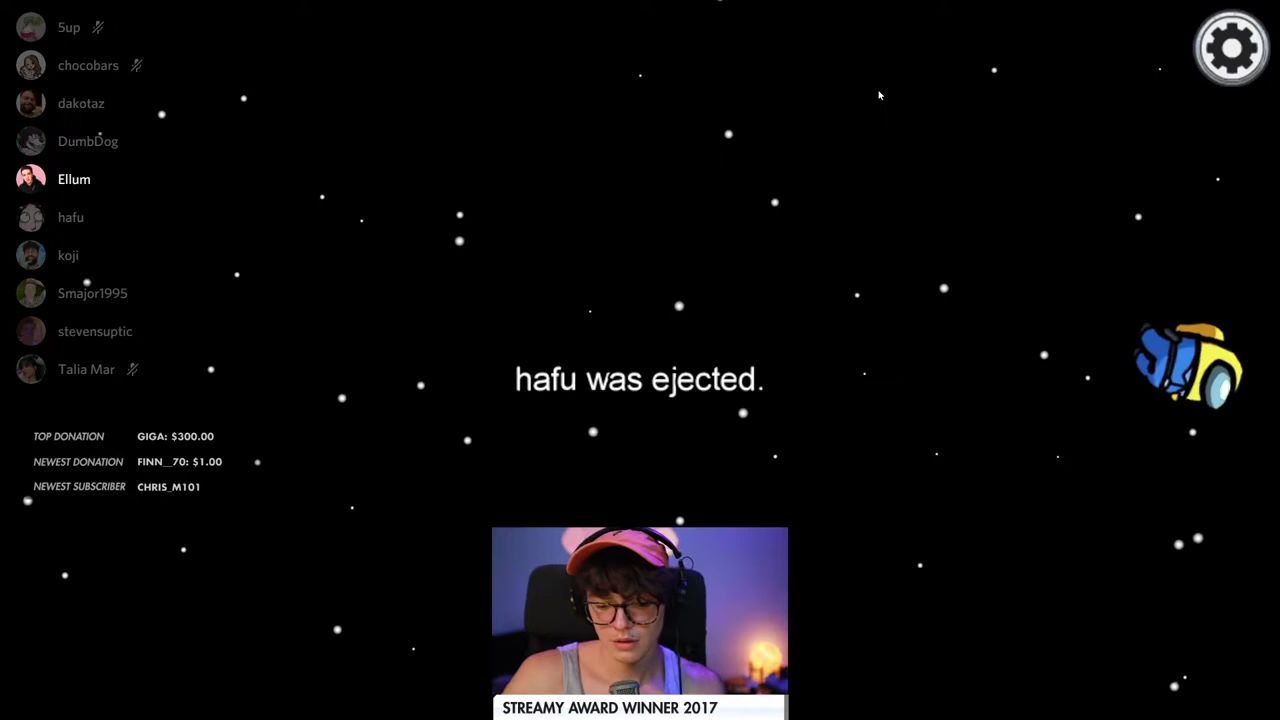 5up
chocobars
dakotaz
DumbDog
Ellum
hafu
koji
Smajor1995
stevensuptic
Talia Mar
TOP DONATION GIGA: $300.00
NEWEST DONATION FINN__70: $1.00
NEWEST SUBSCRIBER CHRIS_M101
hafu was ejected.
STREAMY AWARD WINNER 2017